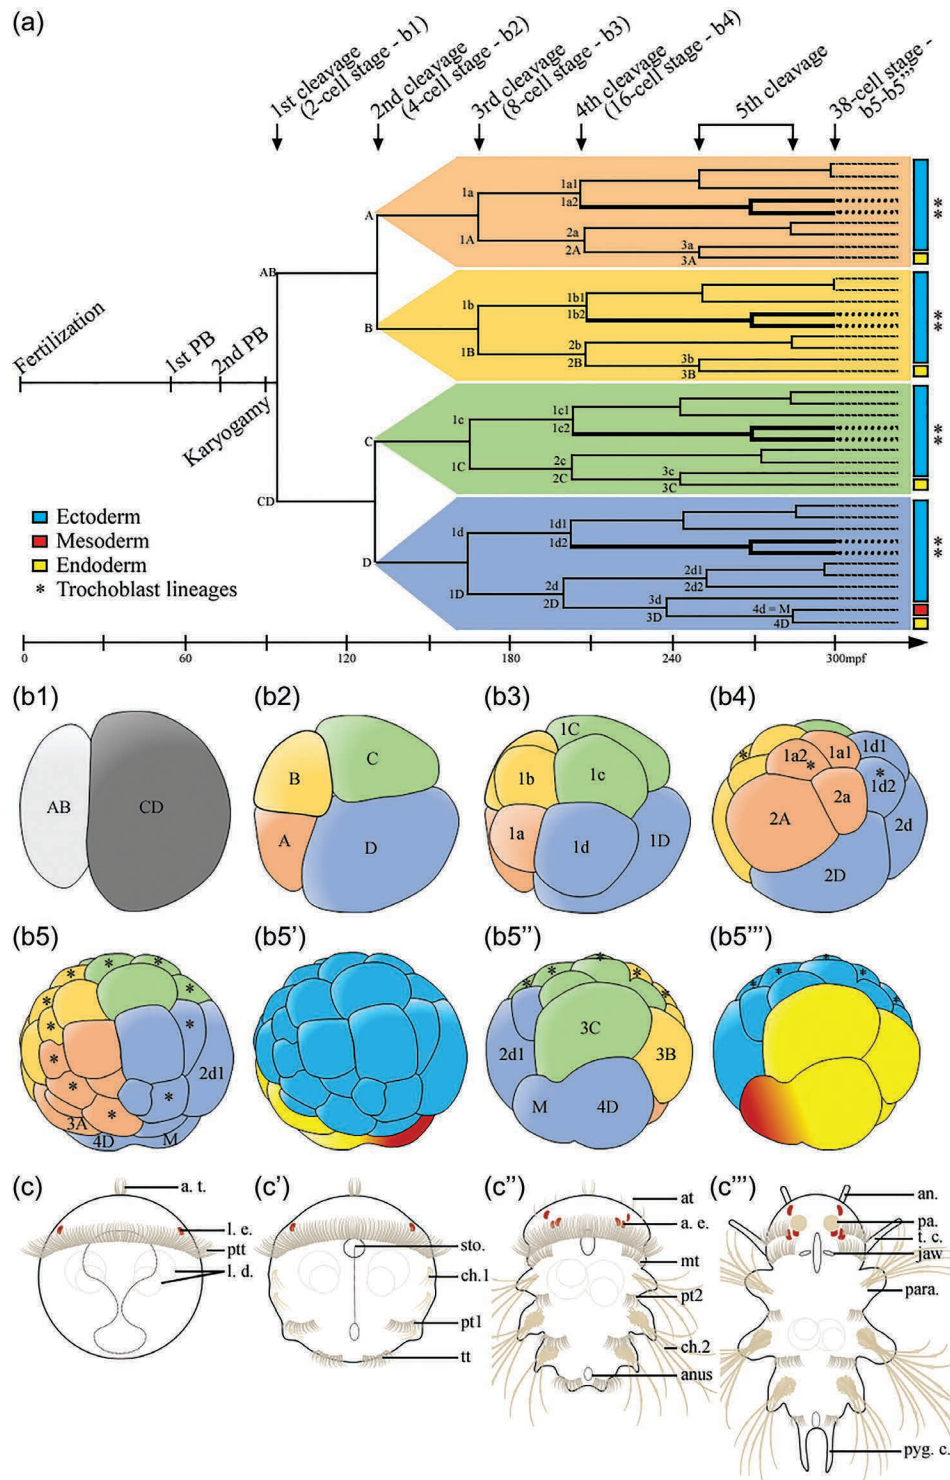 (a)
1st cleavage
(2-cell stage - b1)
2nd cleavage
(4-cell stage - b2)
3rd cleavage
(8-cell stage - b3)
4th cleavage
(16-cell stage - b4)
5th cleavage
38-cell stage -
b5-b5'''
Fertilization
1st PB
2nd PB
Karyogamy
AB
CD
A
1a
1A
1a1
1a2
2a
2A
3a
3A
*
*
B
1b
1B
1b1
1b2
2b
2B
3b
3B
*
*
C
1c
1C
1c1
1c2
2c
2C
3c
3C
*
*
D
1d
1D
1d1
1d2
2d
2D
2d1
2d2
3d
3D
4d = M
4D
*
*
Ectoderm
Mesoderm
Endoderm
* Trochoblast lineages
0
60
120
180
240
300mpf
(b1)
AB
CD
(b2)
B
C
A
D
(b3)
1C
1b
1c
1a
1d
1D
(b4)
*
1a2
*
1a1
1d1
*
1d2
2A
2a
2d
2D
(b5)
* * * * * * * * * * *
2d1
3A
4D
M
(b5')
(b5'')
* * * * *
2d1
3C
3B
M
4D
(b5''')
* * * * *
(c)
a. t.
l. e.
ptt
l. d.
(c')
sto.
ch.1
pt1
tt
(c'')
at
a. e.
mt
pt2
ch.2
anus
(c''')
an.
pa.
t. c.
jaw
para.
pyg. c.